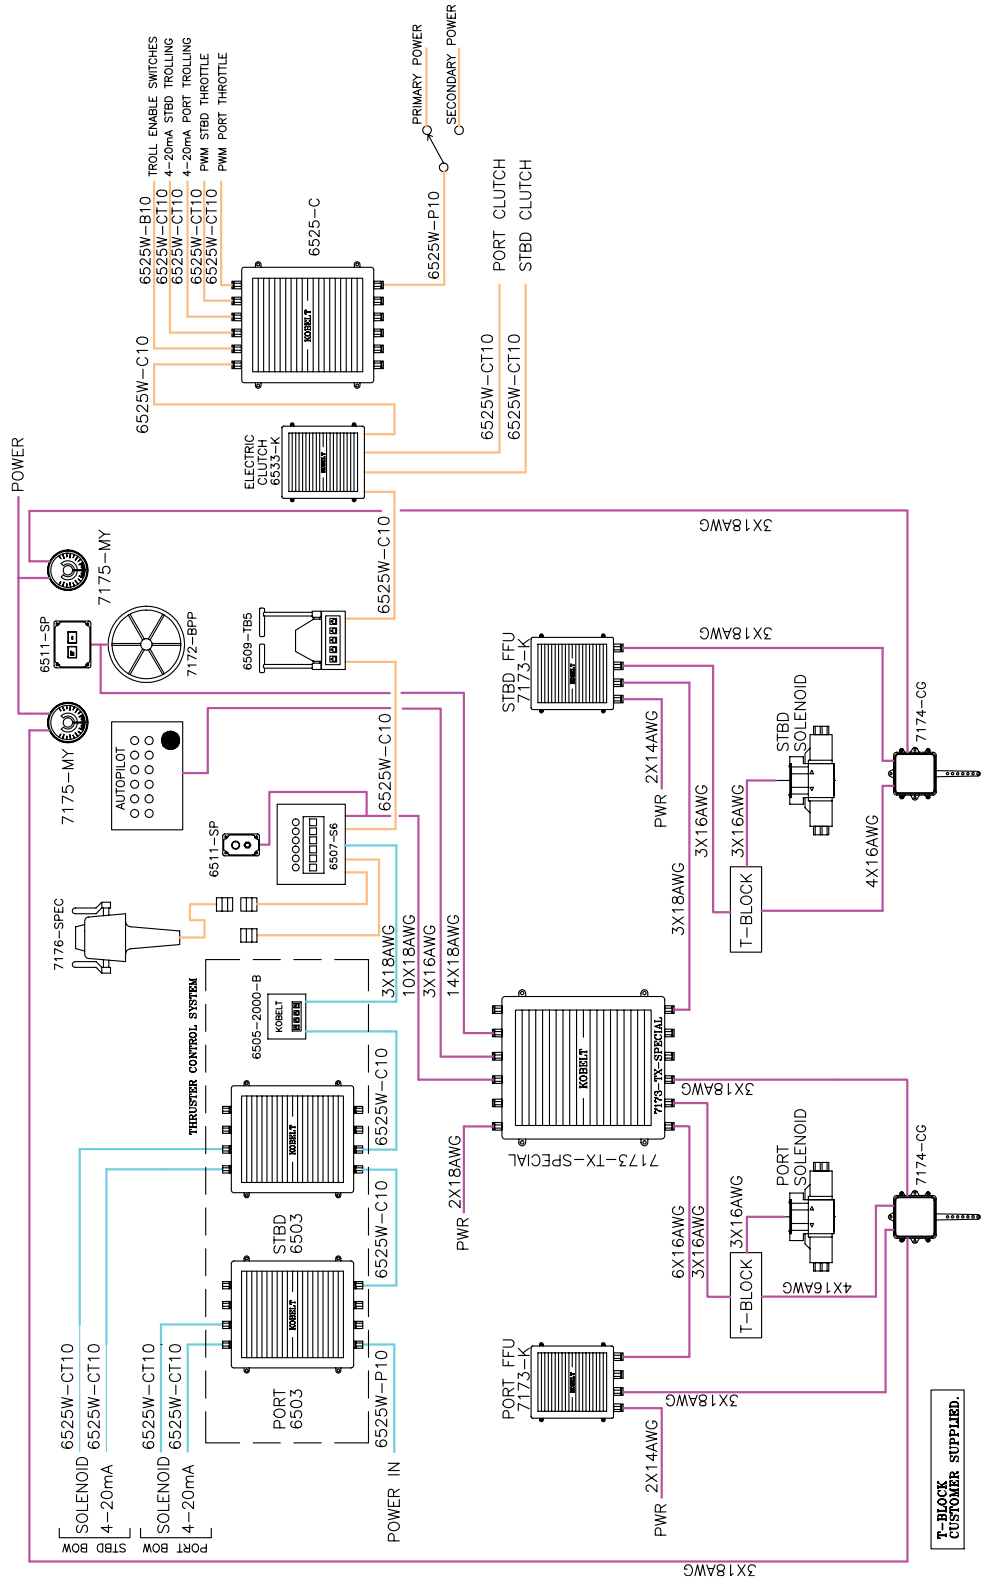 TROLL ENABLE SWITCHES
4-20mA STBD TROLLING
4-20mA PORT TROLLING
PWM STBD THROTTLE
PWM PORT THROTTLE
6525W-B10
6525W-CT10
6525W-CT10
6525W-CT10
6525W-CT10
6525-C
KOBELT
PRIMARY POWER
SECONDARY POWER
6525W-P10
6525W-C10
ELECTRIC
CLUTCH
6533-K
KOBELT
PORT CLUTCH
STBD CLUTCH
6525W-CT10
6525W-CT10
POWER
7175-MY
6511-SP
7172-BPP
6509-TB5
6525W-C10
3X18AWG
7175-MY
AUTOPILOT
6511-SP
6507-S6
6525W-C10
STBD FFU
7173-K
KOBELT
3X18AWG
PWR
2X14AWG
3X18AWG
3X16AWG
3X16AWG
STBD
SOLENOID
T-BLOCK
4X16AWG
7174-CG
7176-SPEC
THRUSTER CONTROL SYSTEM
6505-2000-B
KOBELT
3X18AWG
10X18AWG
3X16AWG
14X18AWG
KOBELT
7173-TX-SPECIAL
7173-TX-SPECIAL
PWR
2X18AWG
3X18AWG
KOBELT
STBD
6503
6525W-C10
6525W-C10
KOBELT
PORT
6503
6525W-P10
POWER IN
6X16AWG
3X16AWG
3X16AWG
PORT
SOLENOID
T-BLOCK
4X16AWG
7174-CG
PORT FFU
7173-K
KOBELT
3X18AWG
PWR
2X14AWG
STBD BOW
SOLENOID
4-20mA
6525W-CT10
6525W-CT10
PORT BOW
SOLENOID
4-20mA
6525W-CT10
6525W-CT10
3X18AWG
T-BLOCK
CUSTOMER SUPPLIED